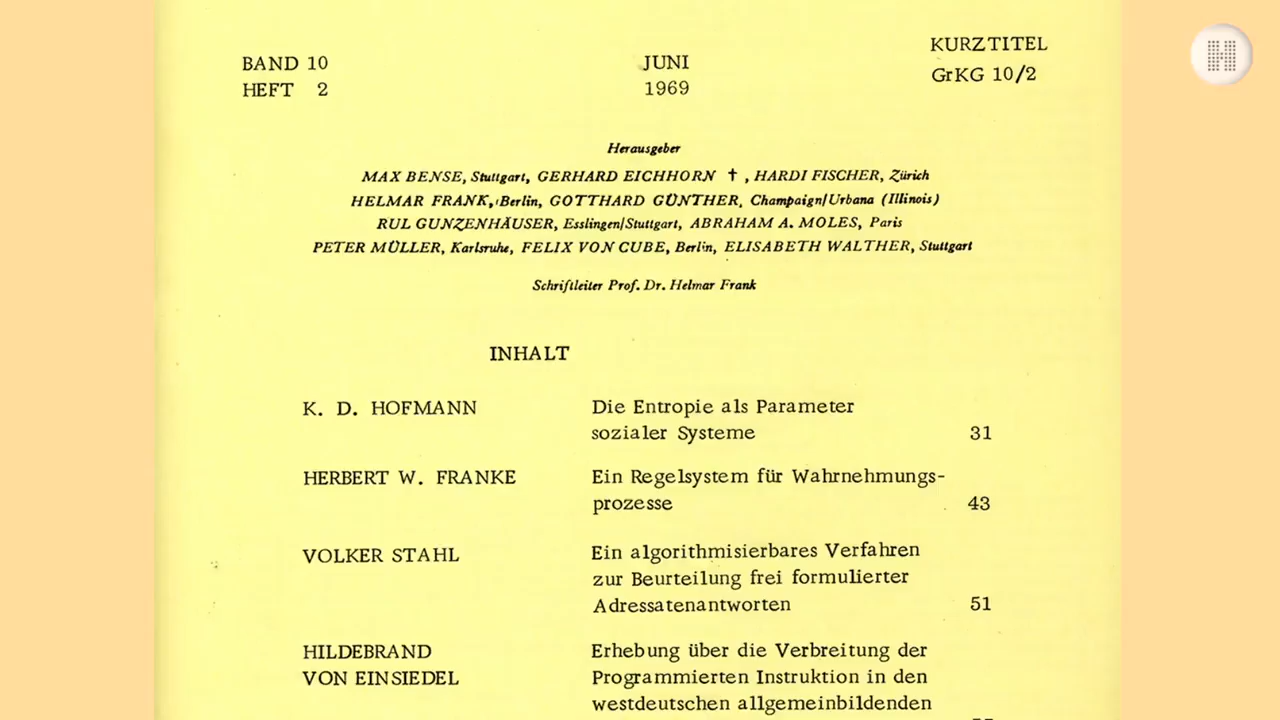 BAND 10
HEFT 2
JUNI
1969
KURZTITEL
GrKG 10/2
Herausgeber
MAX BENSE, Stuttgart, GERHARD EICHHORN ✝ , HARDI FISCHER, Zürich
HELMAR FRANK, Berlin, GOTTHARD GÜNTHER, Champaign/Urbana (Illinois)
RUL GUNZENHÄUSER, Esslingen/Stuttgart, ABRAHAM A. MOLES, Paris
PETER MÜLLER, Karlsruhe, FELIX VON CUBE, Berlin, ELISABETH WALTHER, Stuttgart
Schriftleiter Prof. Dr. Helmar Frank
INHALT
K. D. HOFMANN
Die Entropie als Parameter
sozialer Systeme 31
HERBERT W. FRANKE
Ein Regelsystem für Wahrnehmungs-
prozesse 43
VOLKER STAHL
Ein algorithmisierbares Verfahren
zur Beurteilung frei formulierter
Adressatenantworten 51
HILDEBRAND
VON EINSIEDEL
Erhebung über die Verbreitung der
Programmierten Instruktion in den
westdeutschen allgemeinbildenden
H